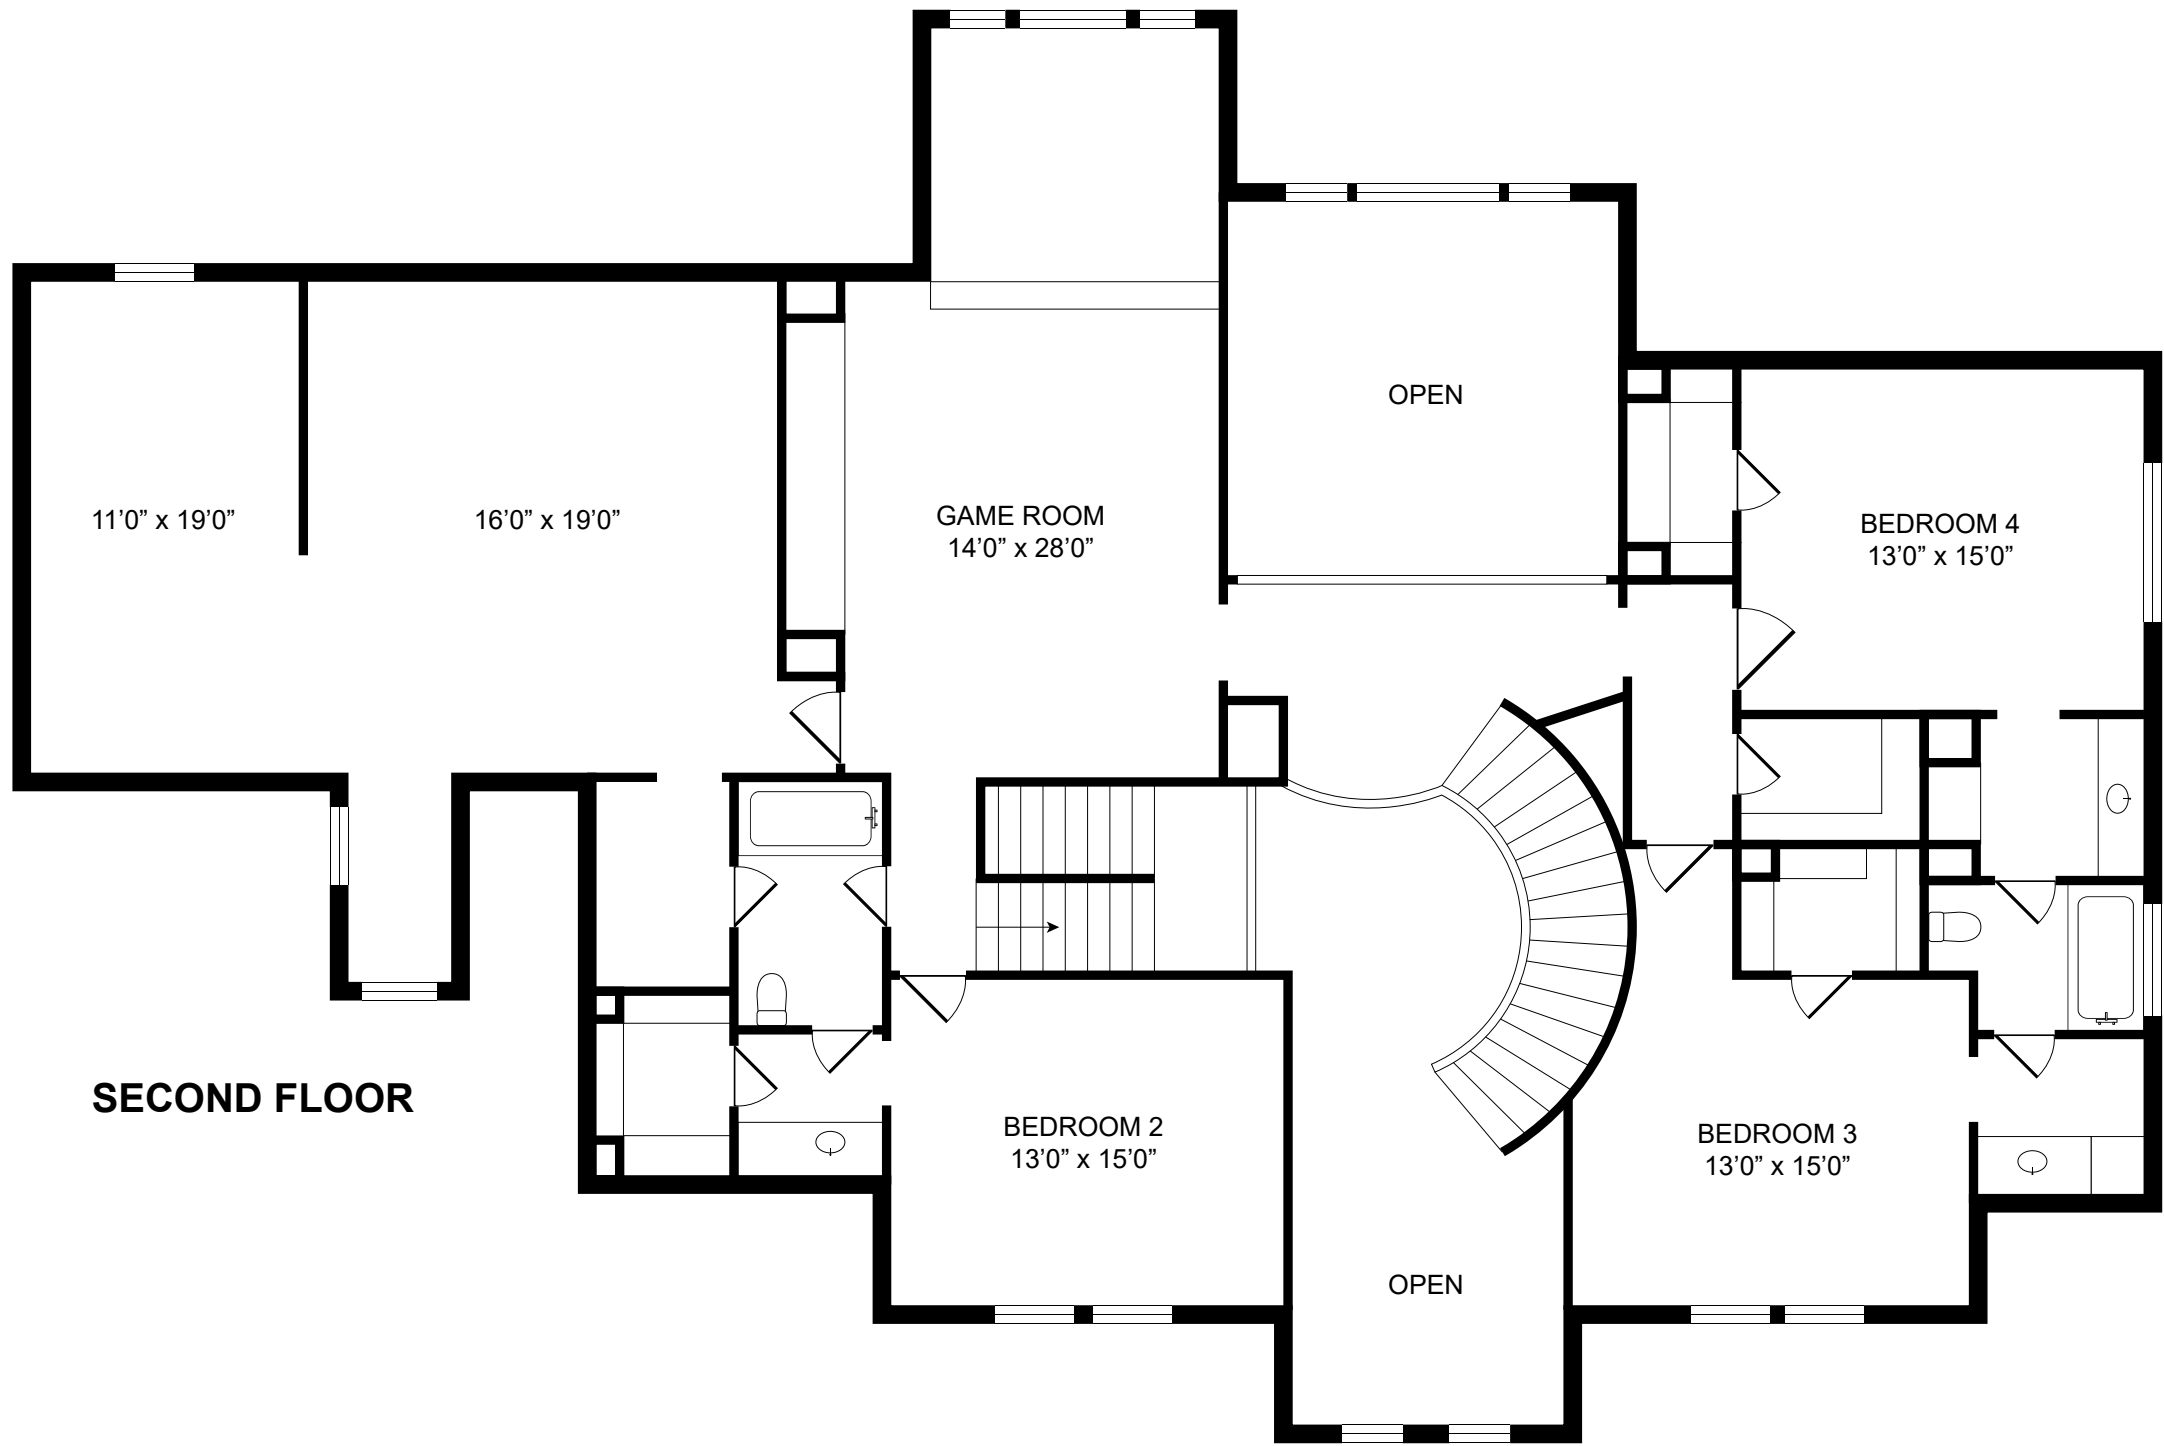 OPEN
11’0” x 19’0”
16’0” x 19’0”
GAME ROOM
14’0” x 28’0”
BEDROOM 4
13’0” x 15’0”
SECOND FLOOR
BEDROOM 2
13’0” x 15’0”
BEDROOM 3
13’0” x 15’0”
OPEN